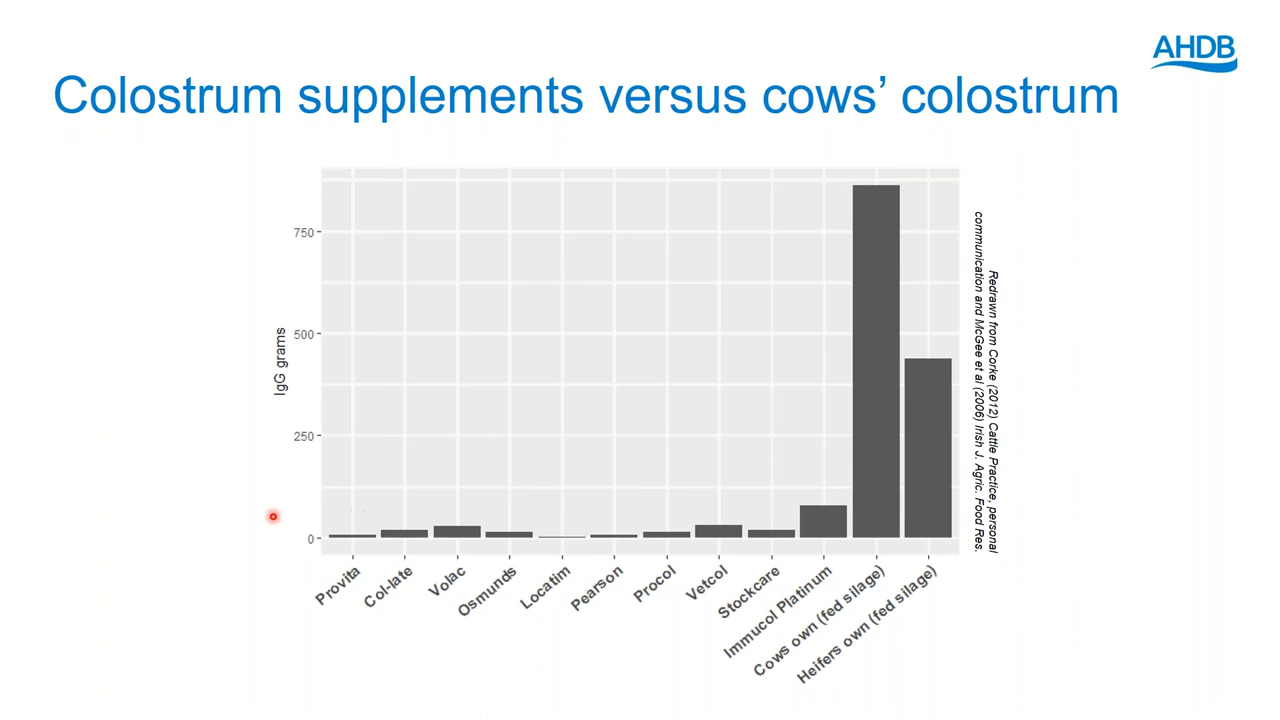 AHDB
Colostrum supplements versus cows’ colostrum
IgG grams
750
500
250
0
Provita
Col-late
Volac
Osmunds
Locatim
Pearson
Procol
Vetcol
Stockcare
Immucol Platinum
Cows own (fed silage)
Heifers own (fed silage)
Redrawn from Corke (2012) Cattle Practice, personal
communication and McGee et al (2006) Irish J. Agric. Food Res.